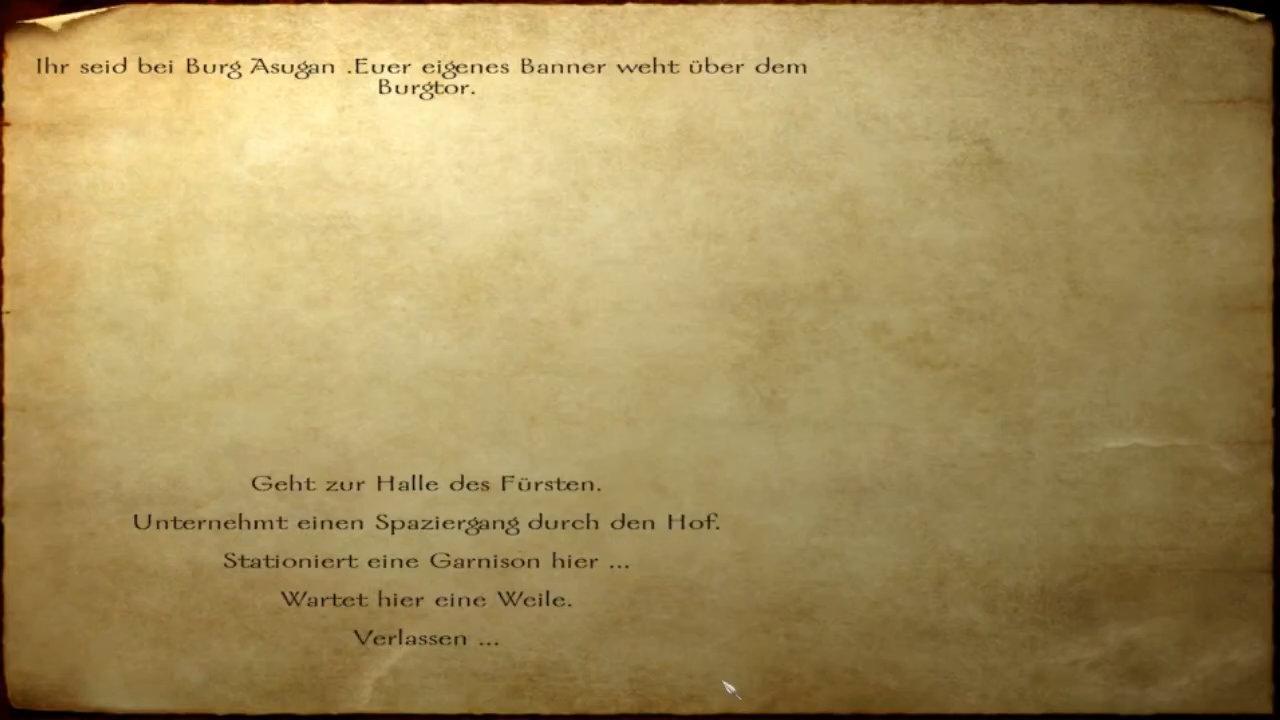 Ihr seid bei Burg Asugan .Euer eigenes Banner weht über dem
Burgtor.
Geht zur Halle des Fürsten.
Unternehmt einen Spaziergang durch den Hof.
Stationiert eine Garnison hier ...
Wartet hier eine Weile.
Verlassen ...